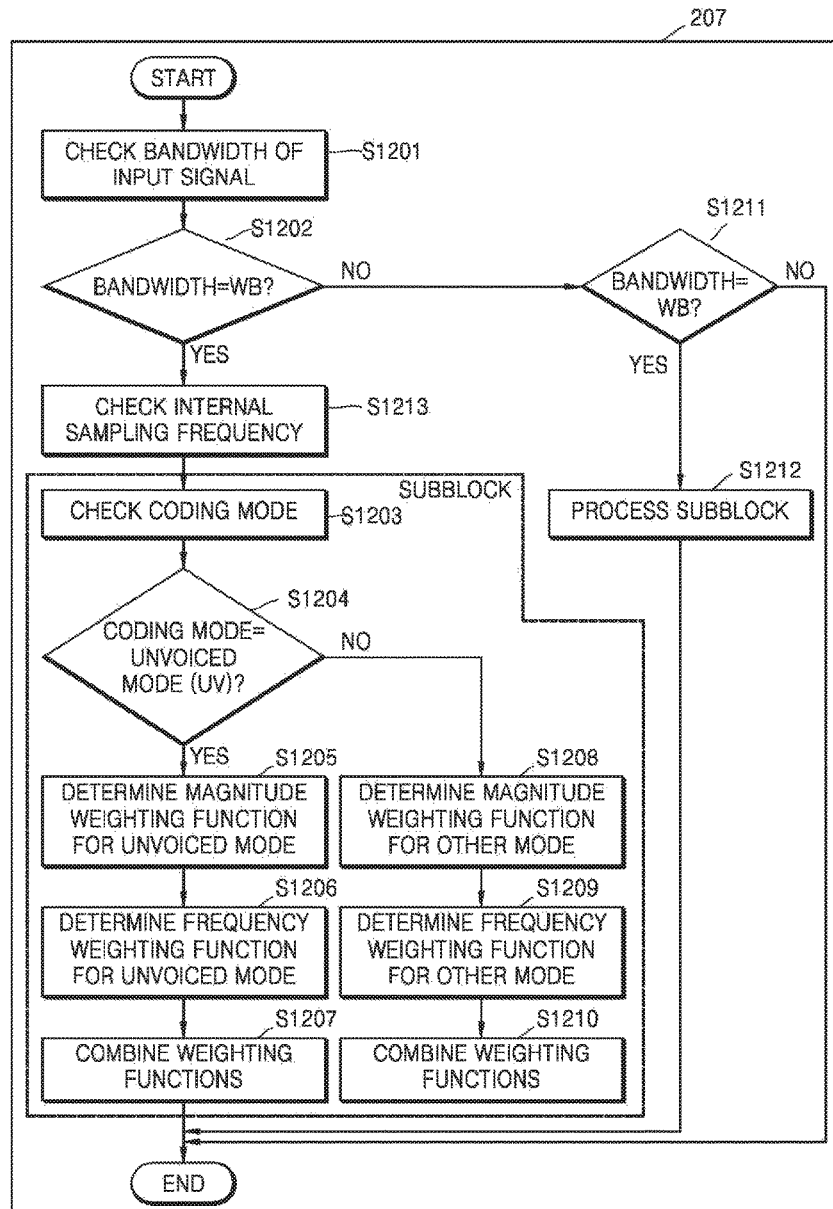 207
START
CHECK BANDWIDTH OF
INPUT SIGNAL
S1201
S1202
BANDWIDTH=WB?
NO
YES
S1211
BANDWIDTH=
WB?
NO
YES
CHECK INTERNAL
SAMPLING FREQUENCY
S1213
SUBBLOCK
CHECK CODING MODE
S1203
S1212
PROCESS SUBBLOCK
S1204
CODING MODE=
UNVOICED
MODE (UV)?
NO
YES
S1205
DETERMINE MAGNITUDE
WEIGHTING FUNCTION
FOR UNVOICED MODE
S1208
DETERMINE MAGNITUDE
WEIGHTING FUNCTION
FOR OTHER MODE
S1206
DETERMINE FREQUENCY
WEIGHTING FUNCTION
FOR UNVOICED MODE
S1209
DETERMINE FREQUENCY
WEIGHTING FUNCTION
FOR OTHER MODE
S1207
COMBINE WEIGHTING
FUNCTIONS
S1210
COMBINE WEIGHTING
FUNCTIONS
END